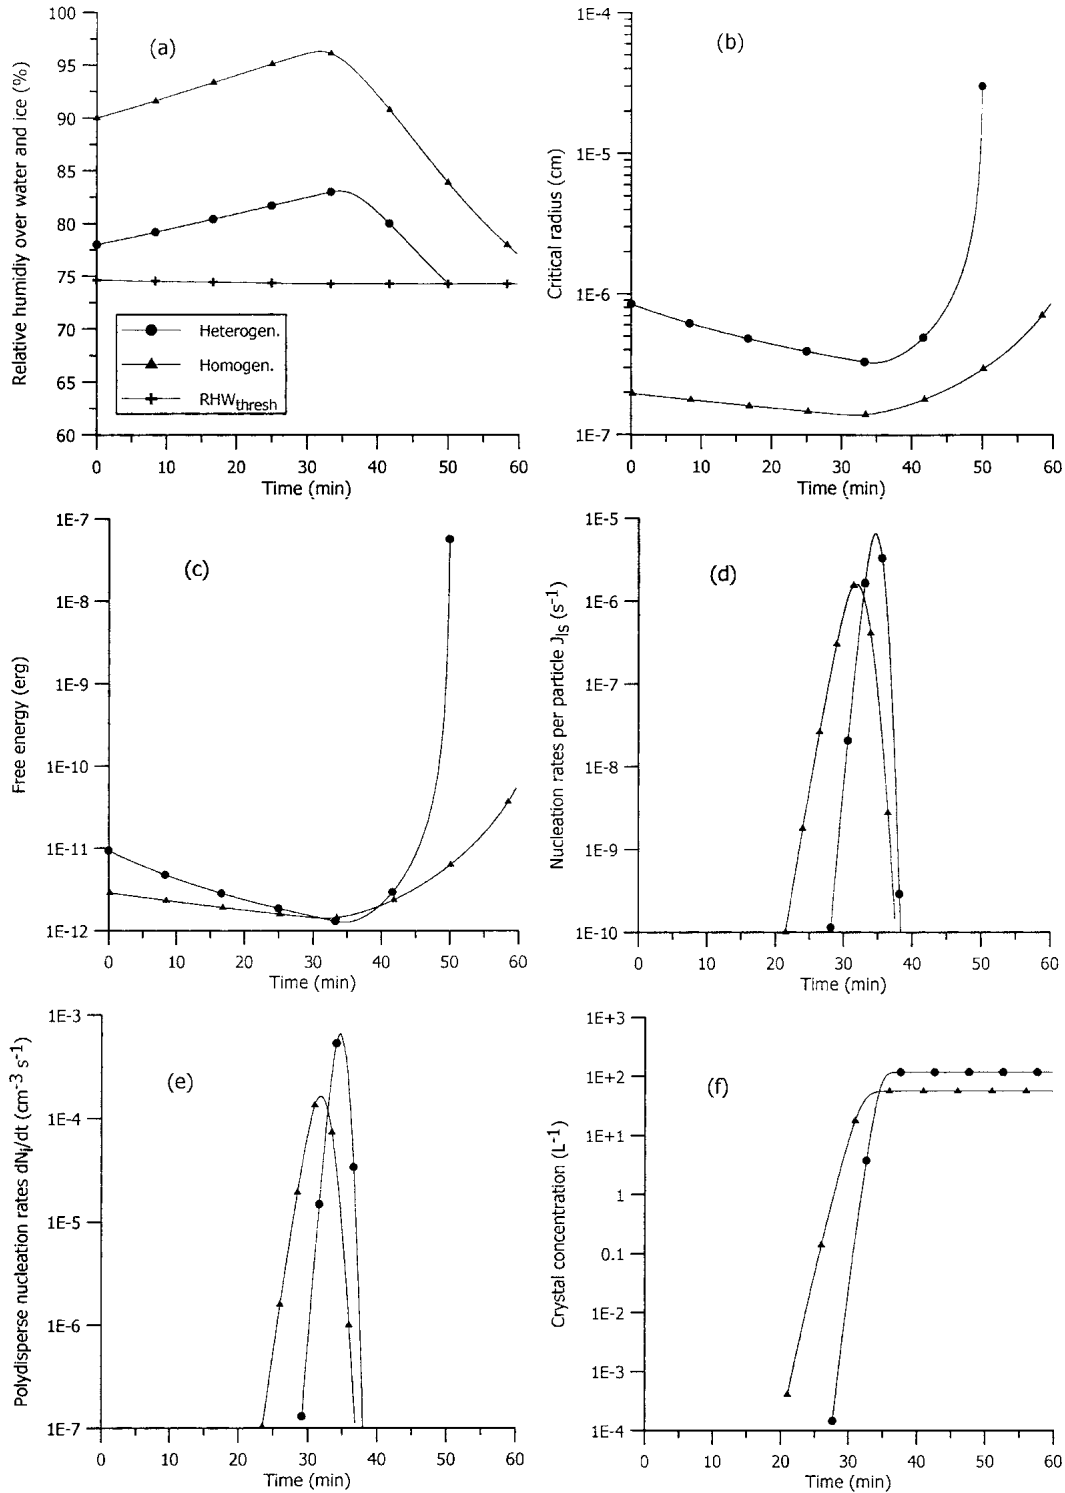 (a)
Relative humidiy over water and ice (%)
100
95
90
85
80
75
70
65
60
Heterogen.
Homogen.
RHWthresh
0 10 20 30 40 50 60
Time (min)
(b)
Critical radius (cm)
1E-4
1E-5
1E-6
1E-7
0 10 20 30 40 50 60
Time (min)
(c)
Free energy (erg)
1E-7
1E-8
1E-9
1E-10
1E-11
1E-12
0 10 20 30 40 50 60
Time (min)
(d)
Nucleation rates per particle Jls (s-1)
1E-5
1E-6
1E-7
1E-8
1E-9
1E-10
0 10 20 30 40 50 60
Time (min)
(e)
Polydisperse nucleation rates dNi/dt (cm-3 s-1)
1E-3
1E-4
1E-5
1E-6
1E-7
0 10 20 30 40 50 60
Time (min)
(f)
Crystal concentration (L-1)
1E+3
1E+2
1E+1
1
0.1
1E-2
1E-3
1E-4
0 10 20 30 40 50 60
Time (min)